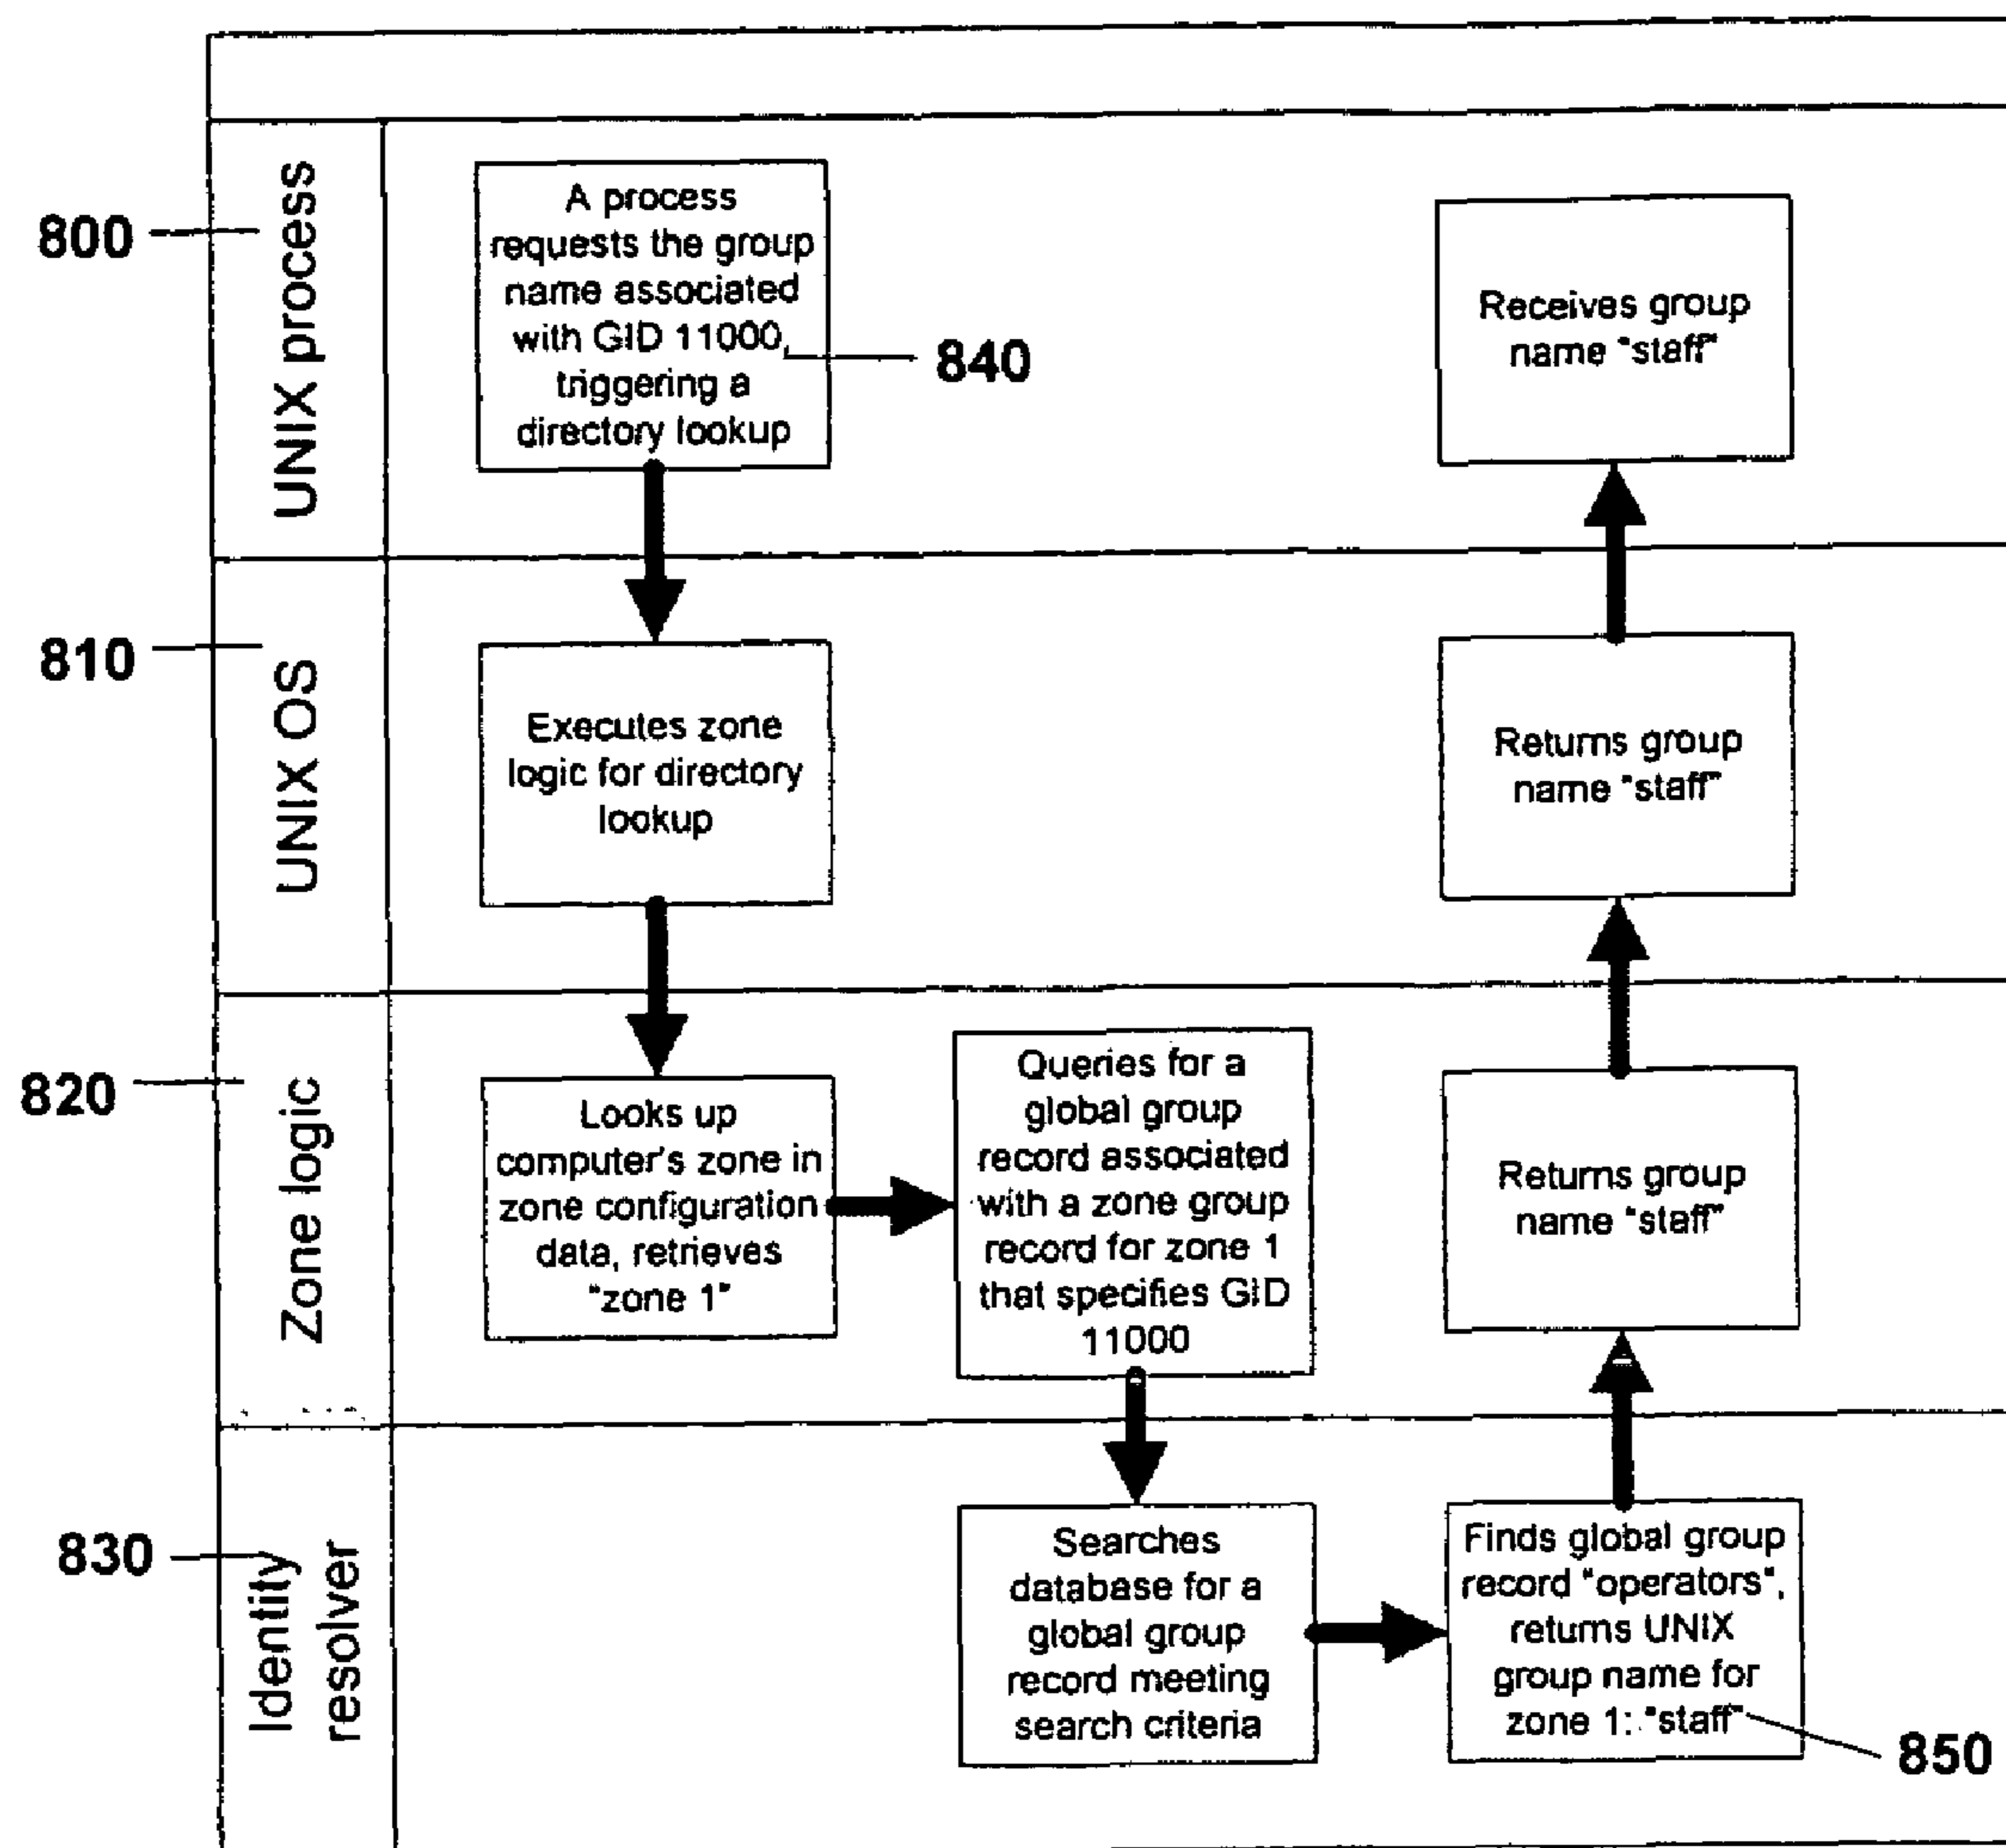 800
UNIX process
A process
requests the group
name associated
with GID 11000,
triggering a
directory lookup
840
Receives group
name "staff"
810
UNIX OS
Executes zone
logic for directory
lookup
Returns group
name "staff"
820
Zone logic
Looks up
computer's zone in
zone configuration
data, retrieves
"zone 1"
Queries for a
global group
record associated
with a zone group
record for zone 1
that specifies GID
11000
Returns group
name "staff"
830
Identity
resolver
Searches
database for a
global group
record meeting
search criteria
Finds global group
record "operators",
returns UNIX
group name for
zone 1: "staff"
850